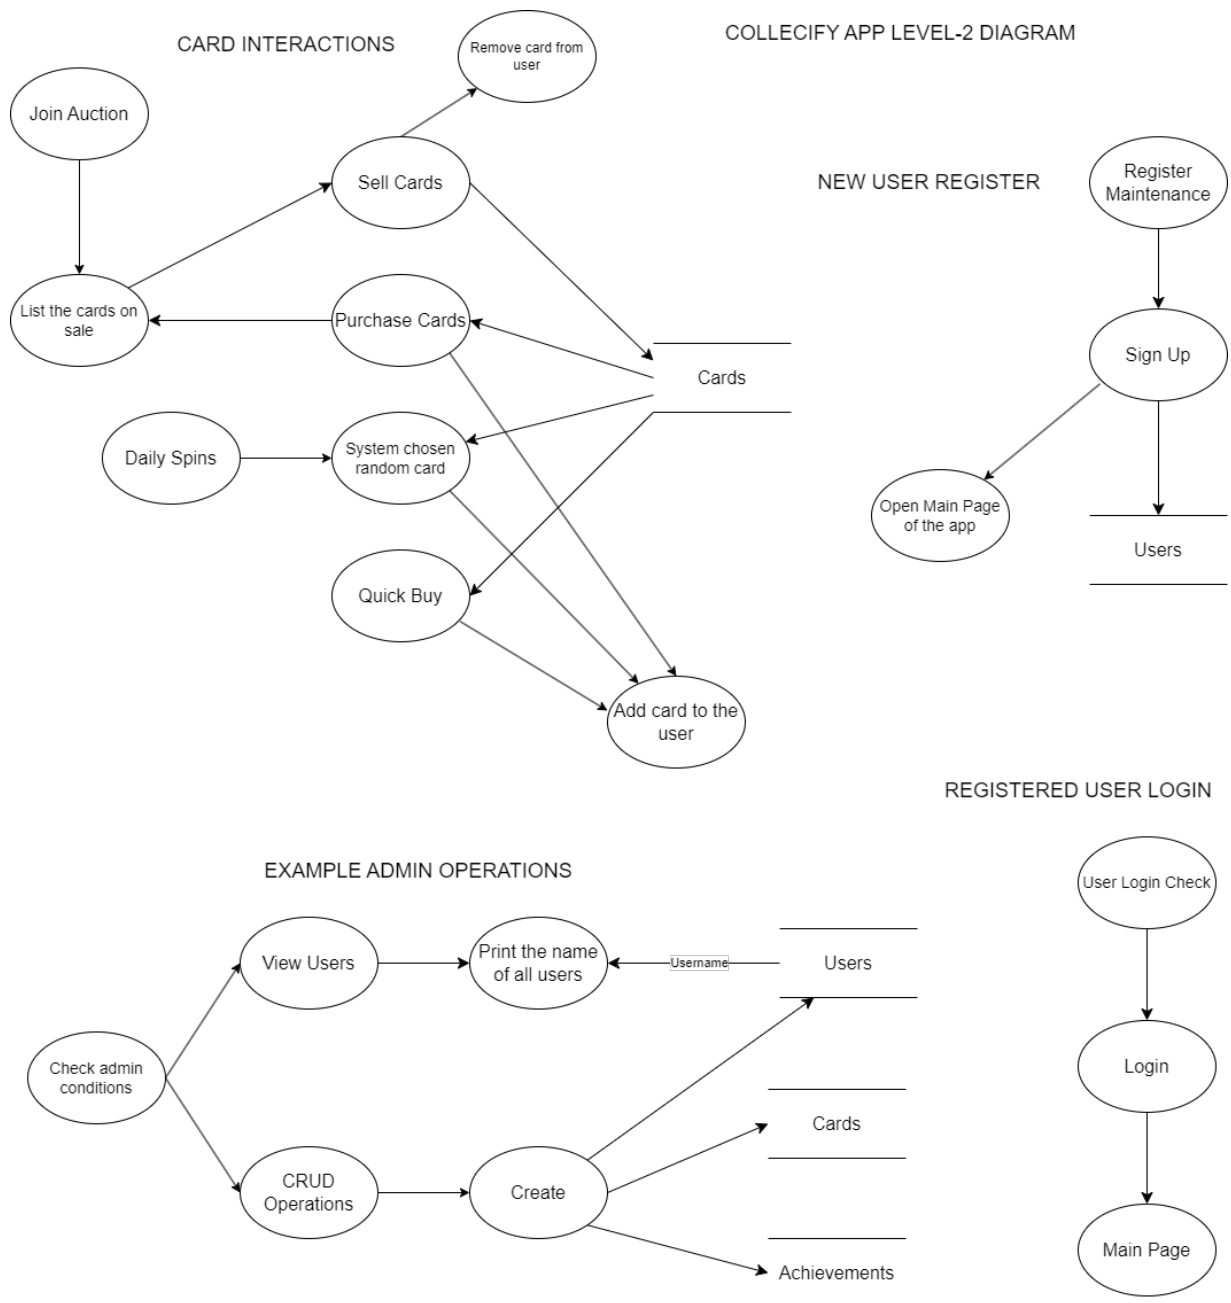 CARD INTERACTIONS
COLLECIFY APP LEVEL-2 DIAGRAM
Remove card from
user
Join Auction
Sell Cards
List the cards on
sale
Purchase Cards
Cards
Daily Spins
System chosen
random card
Quick Buy
Add card to the
user
NEW USER REGISTER
Register
Maintenance
Sign Up
Open Main Page
of the app
Users
REGISTERED USER LOGIN
User Login Check
Login
Main Page
EXAMPLE ADMIN OPERATIONS
View Users
Print the name
of all users
Username
Users
Check admin
conditions
Cards
CRUD
Operations
Create
Achievements